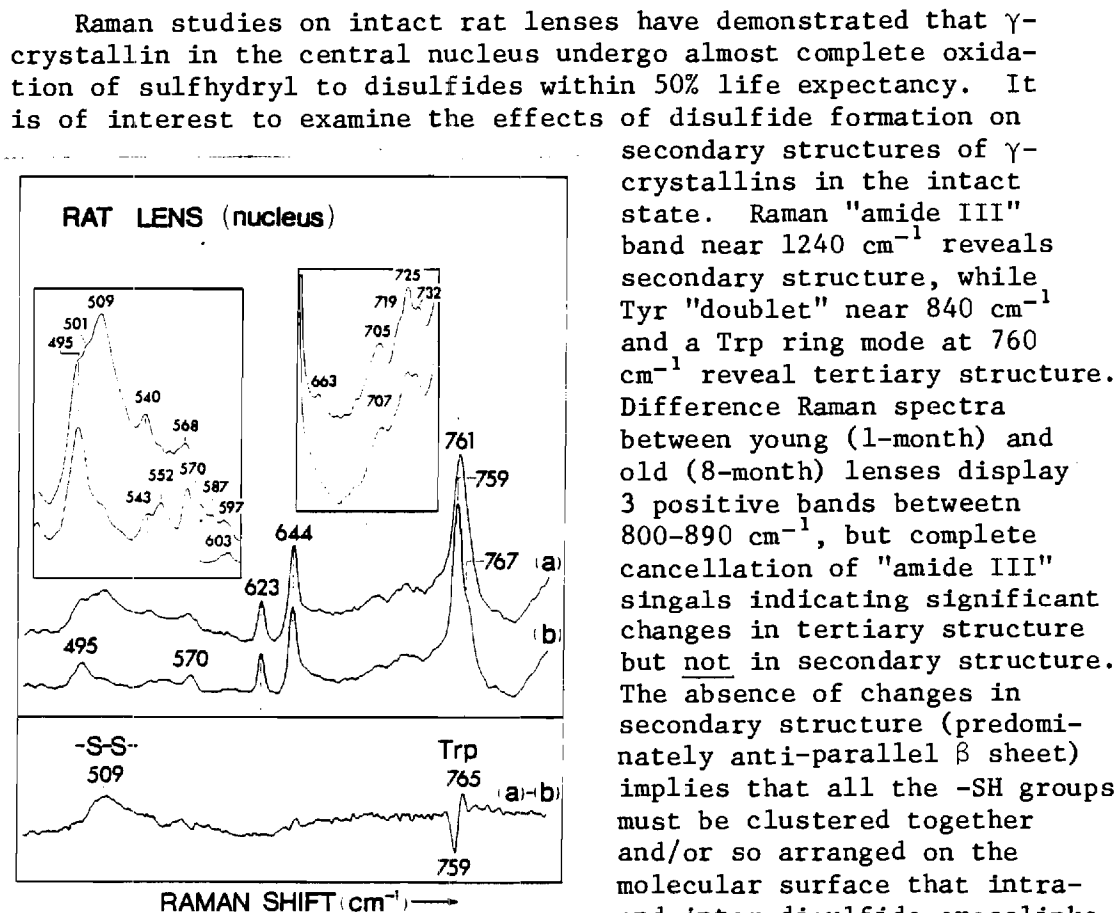 Raman studies on intact rat lenses have demonstrated that γ-
crystallin in the central nucleus undergo almost complete oxida-
tion of sulfhydryl to disulfides within 50% life expectancy. It
is of interest to examine the effects of disulfide formation on
secondary structures of γ-
crystallins in the intact
state. Raman "amide III"
band near 1240 cm⁻¹ reveals
secondary structure, while
Tyr "doublet" near 840 cm⁻¹
and a Trp ring mode at 760
cm⁻¹ reveal tertiary structure.
Difference Raman spectra
between young (1-month) and
old (8-month) lenses display
3 positive bands betweetn
800-890 cm⁻¹, but complete
cancellation of "amide III"
singals indicating significant
changes in tertiary structure
but not in secondary structure.
The absence of changes in
secondary structure (predomi-
nately anti-parallel β sheet)
implies that all the -SH groups
must be clustered together
and/or so arranged on the
molecular surface that intra-
RAT LENS (nucleus)
509
501
495
540
568
543
552
570
587
597
603
725
719
732
705
663
707
761
759
767
(a)
644
623
(b)
495
570
-S-S-
509
Trp
765
(a)-(b)
759
RAMAN SHIFT (cm⁻¹)→